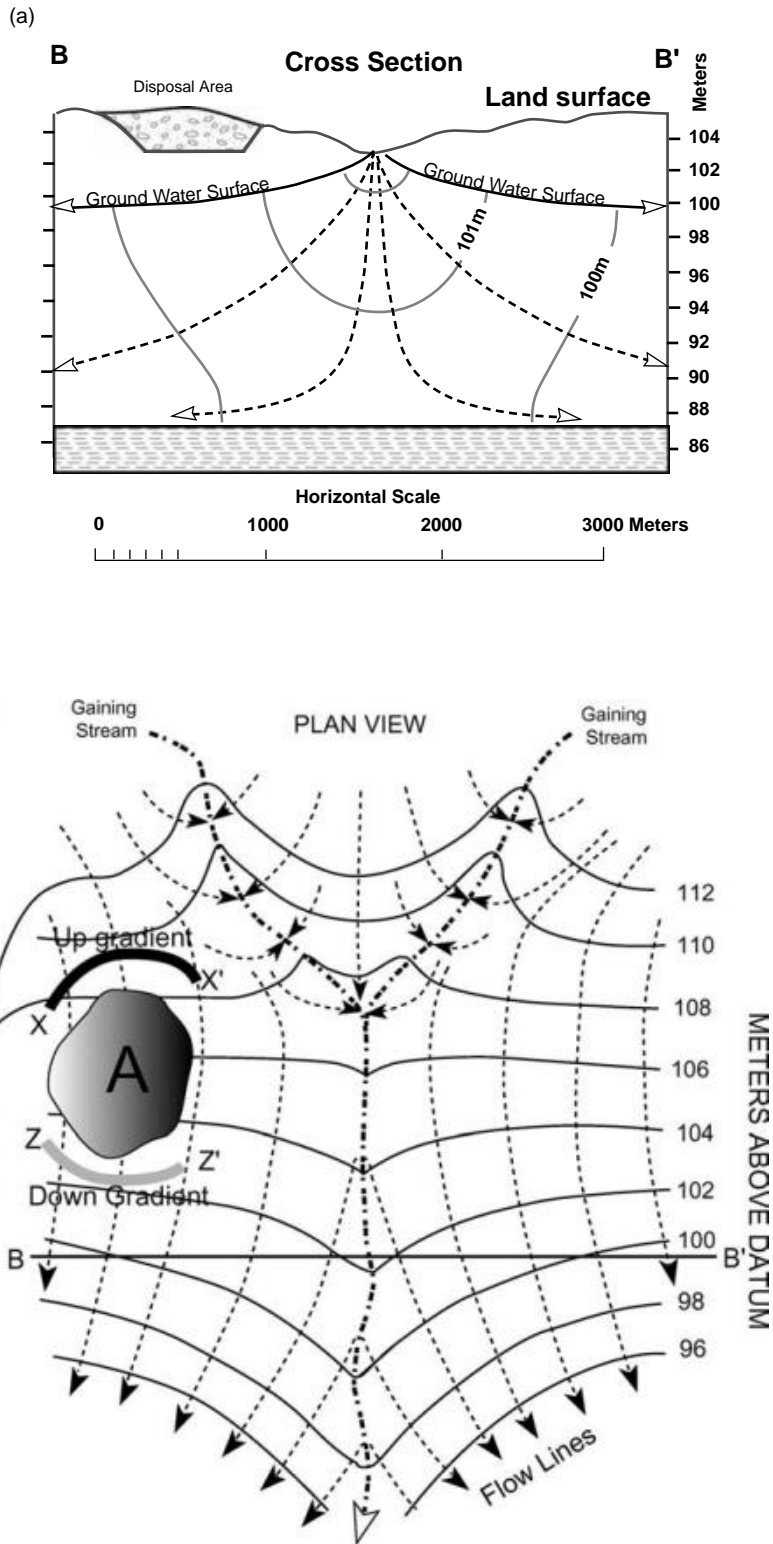 (a)
B
Cross Section
B'
Disposal Area
Land surface
Meters
104
102
100
98
96
94
92
90
88
86
Ground Water Surface
Ground Water Surface
101m
100m
Horizontal Scale
0 1000 2000 3000 Meters
Gaining
Stream
PLAN VIEW
Gaining
Stream
112
110
108
106
104
102
100
98
96
METERS ABOVE DATUM
Up gradient
X
X'
A
Z
Z'
Down Gradient
B
B'
Flow Lines